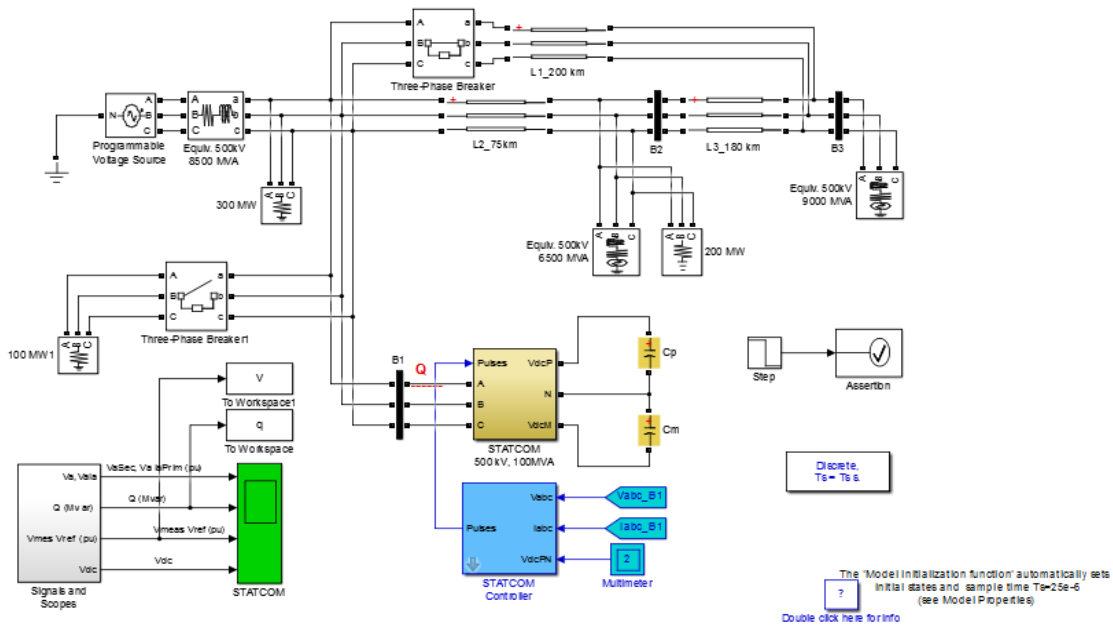 A
B
C
a
b
c
Three-Phase Breaker
L1_200 km
N
A
B
C
Programmable
Voltage Source
A
B
C
a
b
c
Equiv. 500kV
8500 MVA
L2_75km
B2
L3_180 km
B3
A B C
300 MW
A B C
Equiv. 500kV
6500 MVA
A B C
200 MW
A B C
Equiv. 500kV
9000 MVA
A
B
C
a
b
c
Three-Phase Breaker1
A B C
100 MW1
B1
Q
Pulses
A
B
C
VdcP
N
VdcM
STATCOM
500 kV, 100MVA
Cp
Cm
Step
Assertion
V
To Workspace1
q
To Workspace
Va, VaIa
Q (Mvar)
Vmes Vref (pu)
Vdc
Signals and
Scopes
VaSec, Va IaPrim (pu)
Q (Mvar)
Vmeas Vref (pu)
Vdc
STATCOM
Pulses
Vabc
Iabc
VdcPN
STATCOM
Controller
Vabc_B1
Iabc_B1
2
Multimeter
Discrete,
Ts = Ts s.
The 'Model Initialization function' automatically sets
initial states and sample time Ts=25e-6
(see Model Properties)
?
Double click here for info